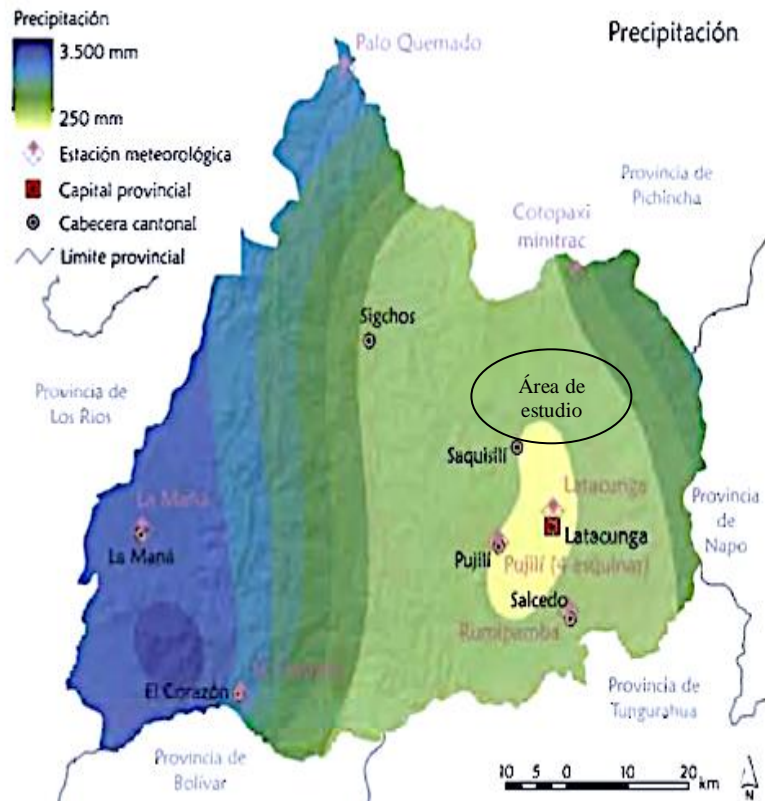 Precipitación
3.500 mm
250 mm
Estación meteorológica
Capital provincial
Cabecera cantonal
Límite provincial
Precipitación
Palo Quemado
Provincia de
Pichincha
Cotopaxi
minitrac
Sigchos
Provincia de
Los Ríos
Área de
estudio
Saquisilí
Latacunga
Latacunga
La Maná
La Maná
Provincia
de
Napo
Pujilí
Pujilí (4 esquinas)
Salcedo
Rumipamba
El Corazón
Provincia de
Tungurahua
Provincia de
Bolívar
10 5 0 10 20
km
N